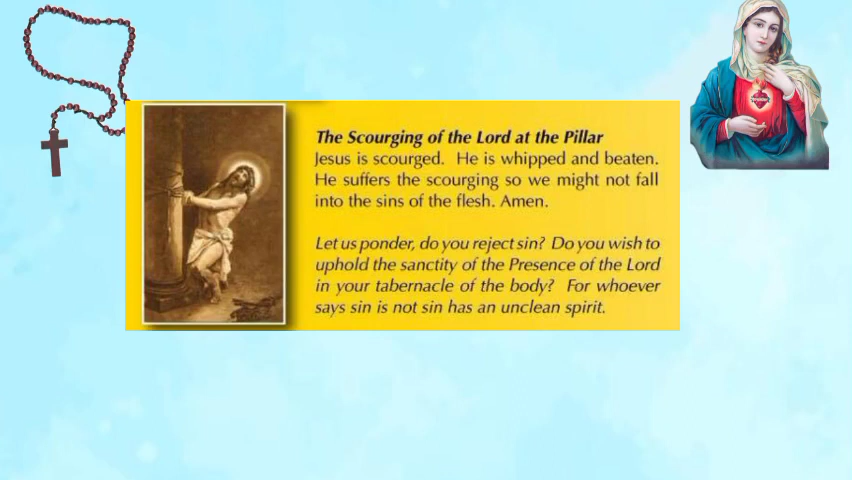 The Scourging of the Lord at the Pillar
Jesus is scourged. He is whipped and beaten.
He suffers the scourging so we might not fall
into the sins of the flesh. Amen.
Let us ponder, do you reject sin? Do you wish to
uphold the sanctity of the Presence of the Lord
in your tabernacle of the body? For whoever
says sin is not sin has an unclean spirit.